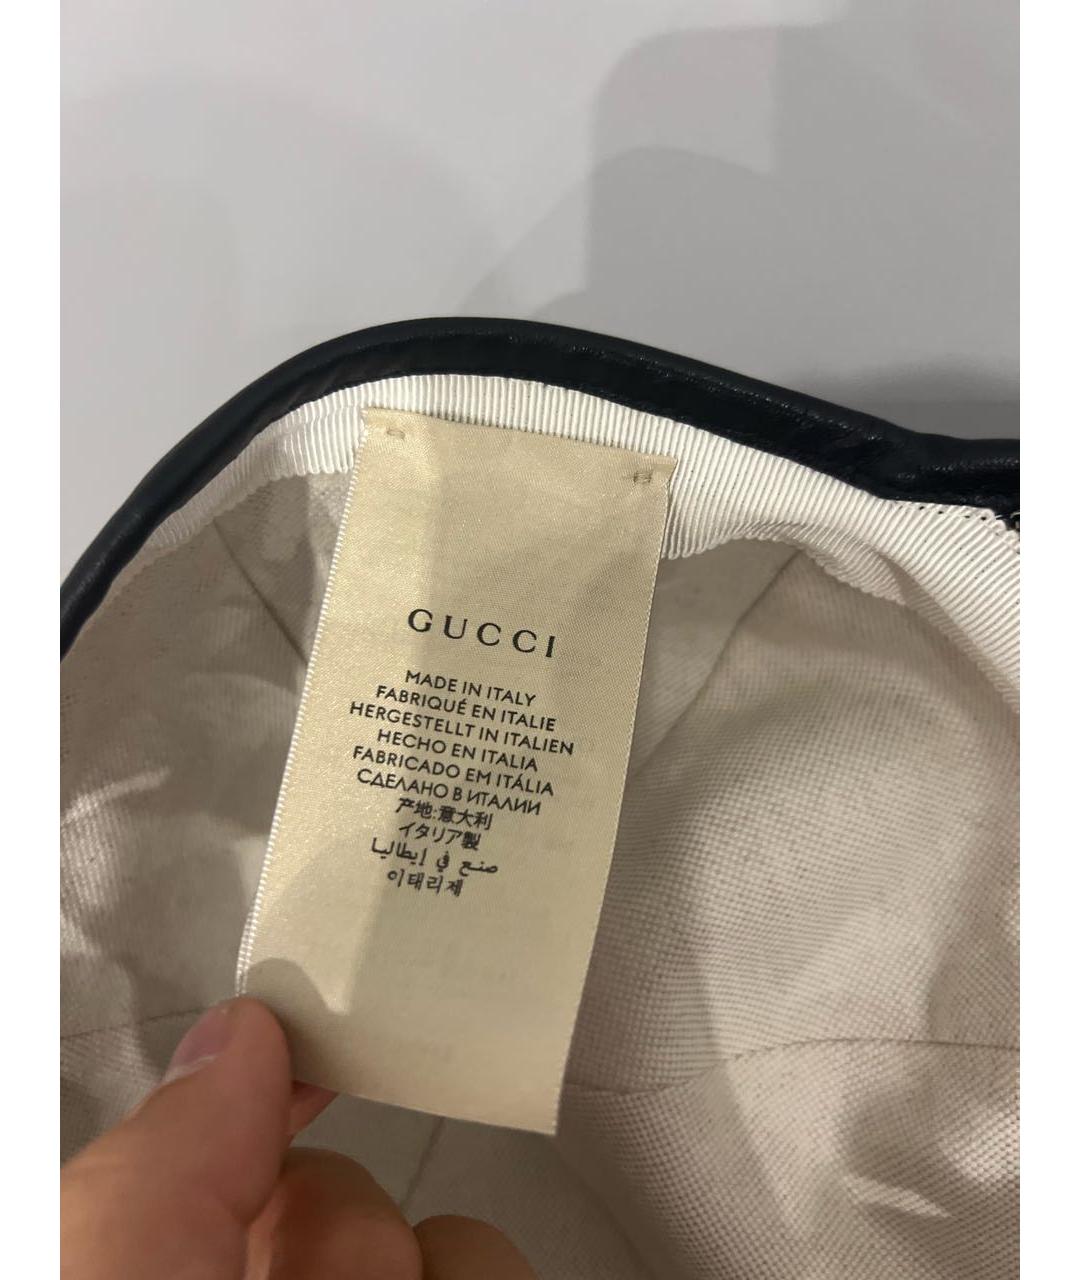 GUCCI
MADE IN ITALY
FABRIQUÉ EN ITALIE
HERGESTELLT IN ITALIEN
HECHO EN ITALIA
FABRICADO EM ITÁLIA
СДЕЛАНО В ИТАЛИИ
产地:意大利
イタリア製
صنع في إيطاليا
이태리제